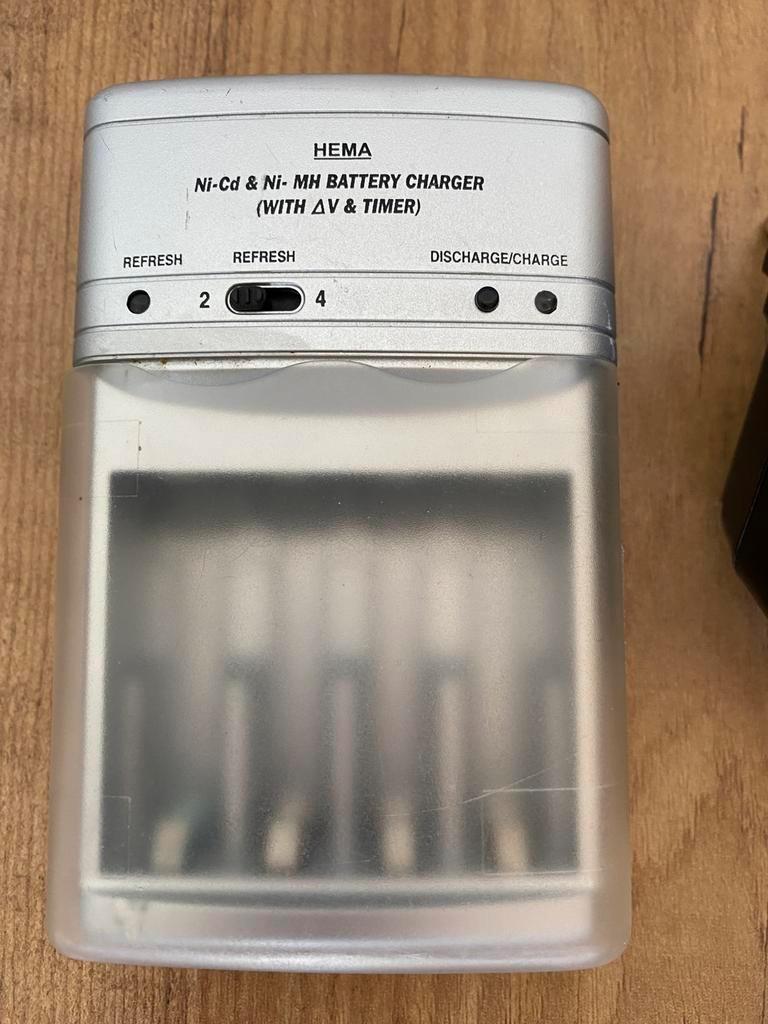 HEMA
Ni-Cd & Ni- MH BATTERY CHARGER
(WITH ΔV & TIMER)
REFRESH REFRESH DISCHARGE/CHARGE
2 4